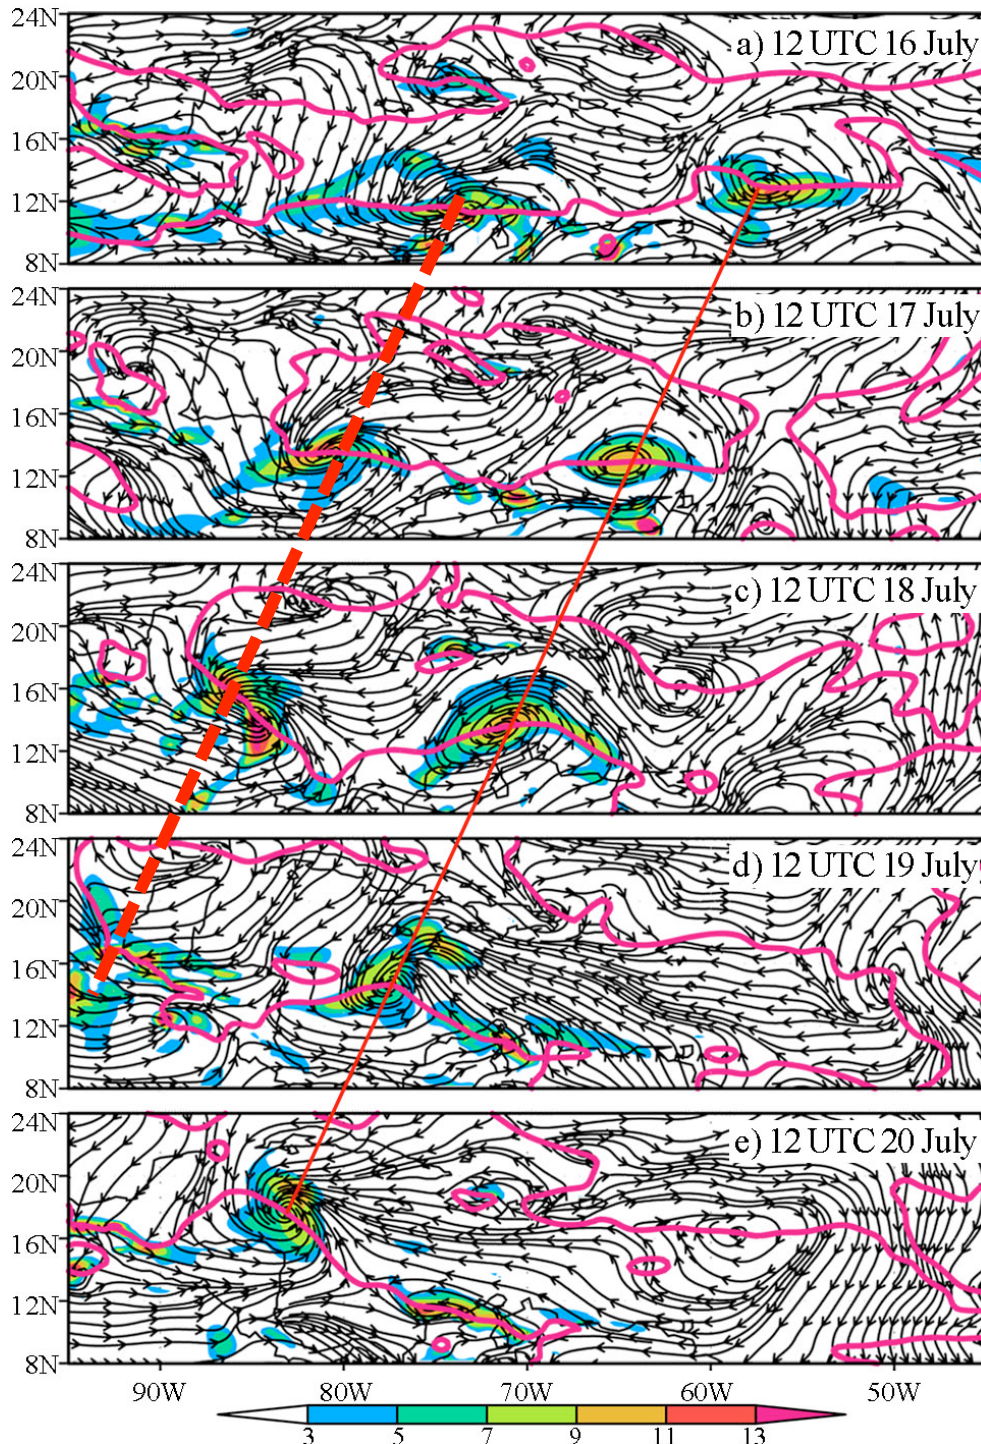 24N
a) 12 UTC 16 July
20N
16N
12N
8N
24N
b) 12 UTC 17 July
20N
16N
12N
8N
24N
c) 12 UTC 18 July
20N
16N
12N
8N
24N
d) 12 UTC 19 July
20N
16N
12N
8N
24N
e) 12 UTC 20 July
20N
16N
12N
8N
90W 80W 70W 60W 50W
3 5 7 9 11 13